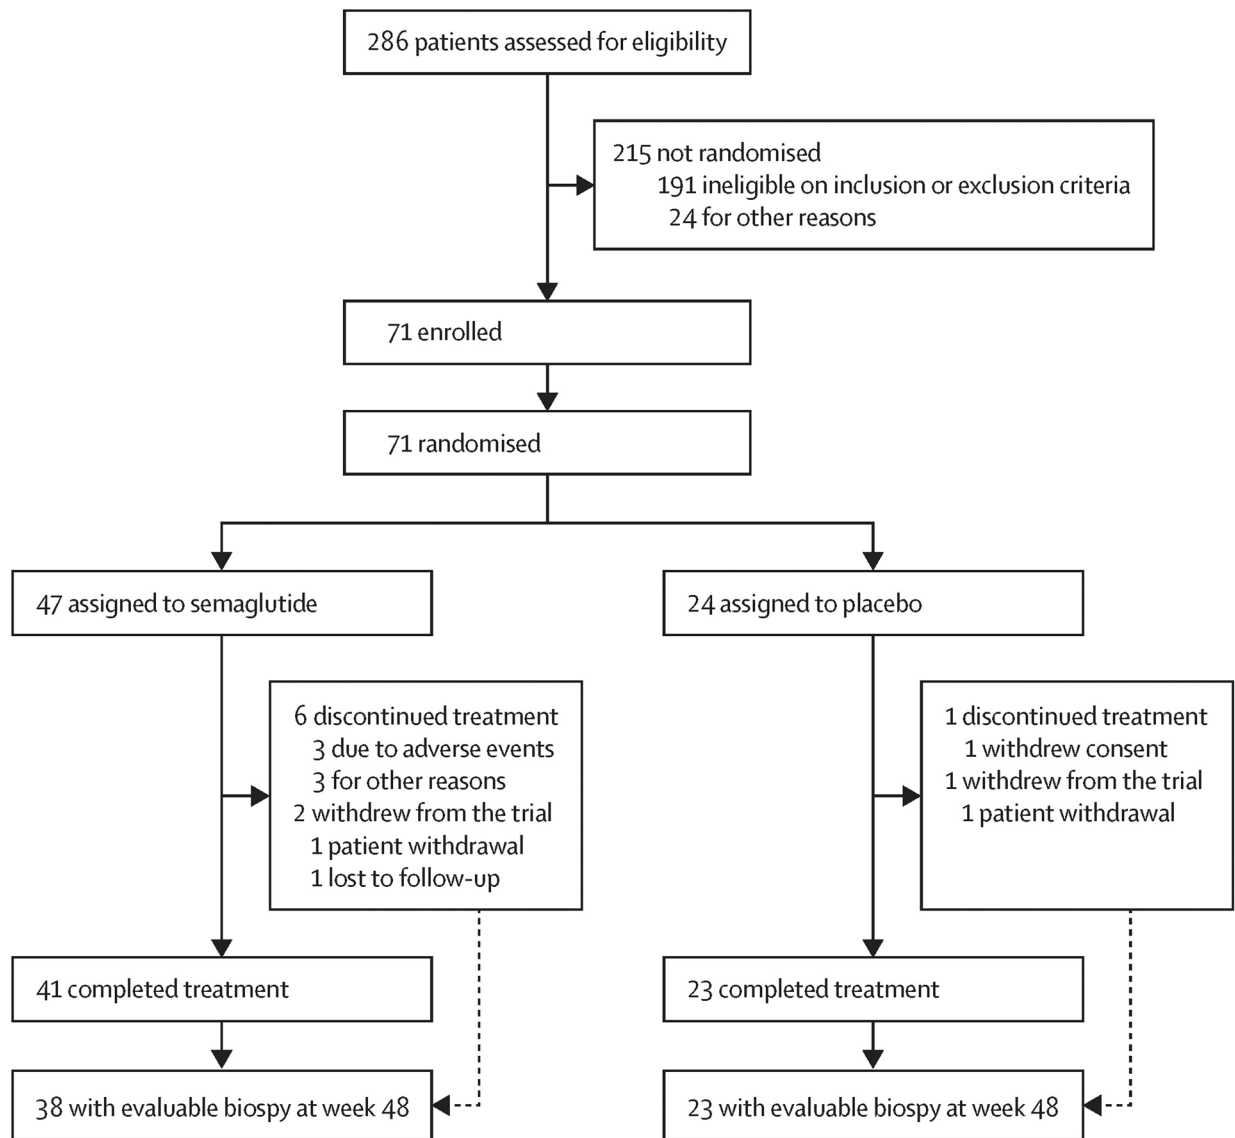 286 patients assessed for eligibility
215 not randomised
191 ineligible on inclusion or exclusion criteria
24 for other reasons
71 enrolled
71 randomised
47 assigned to semaglutide
24 assigned to placebo
6 discontinued treatment
3 due to adverse events
3 for other reasons
2 withdrew from the trial
1 patient withdrawal
1 lost to follow-up
1 discontinued treatment
1 withdrew consent
1 withdrew from the trial
1 patient withdrawal
41 completed treatment
23 completed treatment
38 with evaluable biospy at week 48
23 with evaluable biospy at week 48